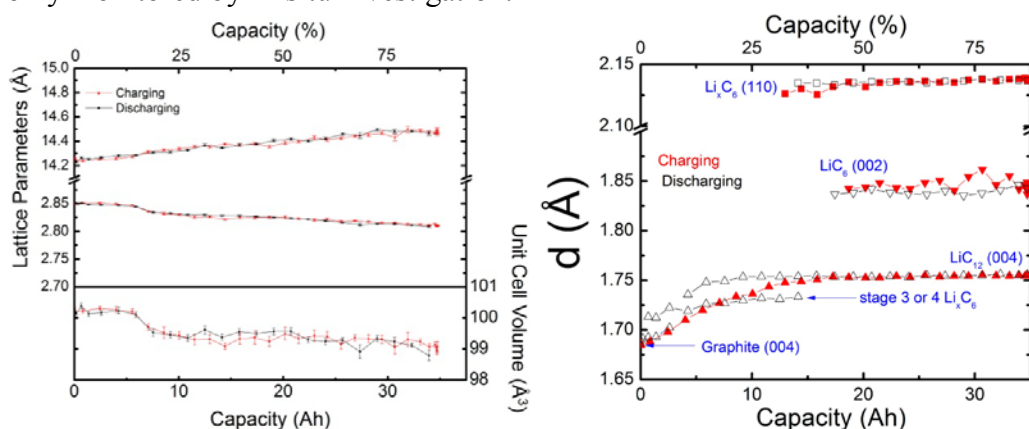 Capacity (%)
0 25 50 75
15.0
14.8
14.6
14.4
14.2
2.85
2.80
2.75
2.70
Lattice Parameters (Å)
Charging
Discharging
101
100
99
98
Unit Cell Volume (Å³)
0 10 20 30
Capacity (Ah)
Capacity (%)
0 25 50 75
2.15
2.10
1.85
1.80
1.75
1.70
1.65
d (Å)
LiₓC₆ (110)
Charging
Discharging
LiC₆ (002)
LiC₁₂ (004)
stage 3 or 4 LiₓC₆
Graphite (004)
0 10 20 30
Capacity (Ah)